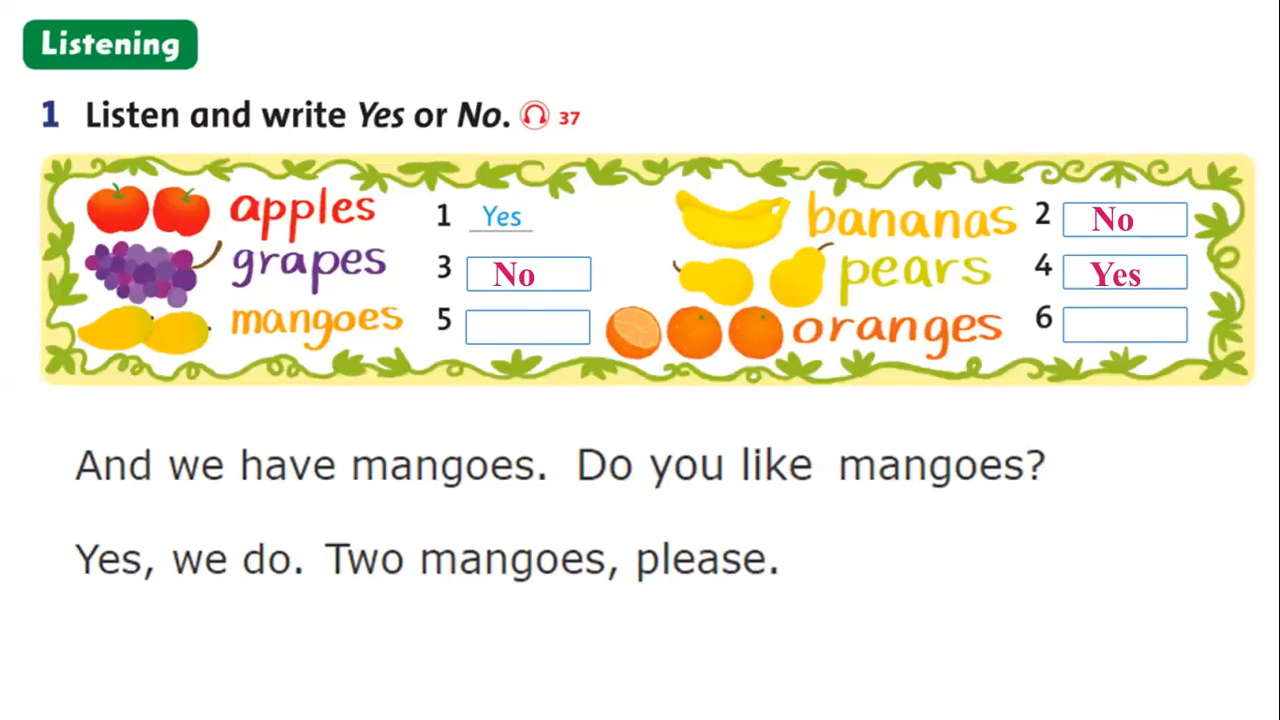 Listening
1 Listen and write Yes or No. 37
apples 1 Yes bananas 2 No
grapes 3 No pears 4 Yes
mangoes 5 oranges 6
And we have mangoes. Do you like mangoes?
Yes, we do. Two mangoes, please.